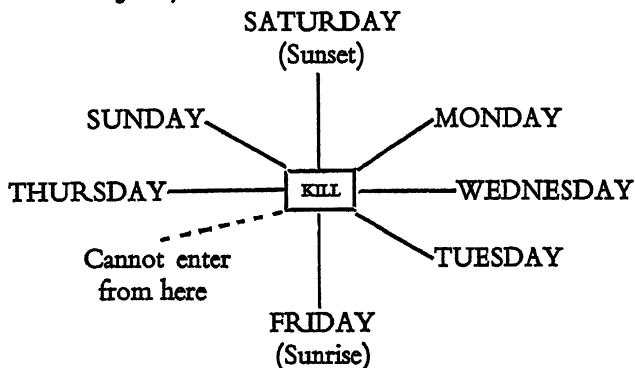 SATURDAY
(Sunset)
SUNDAY
MONDAY
THURSDAY
KILL
WEDNESDAY
Cannot enter
from here
TUESDAY
FRIDAY
(Sunrise)